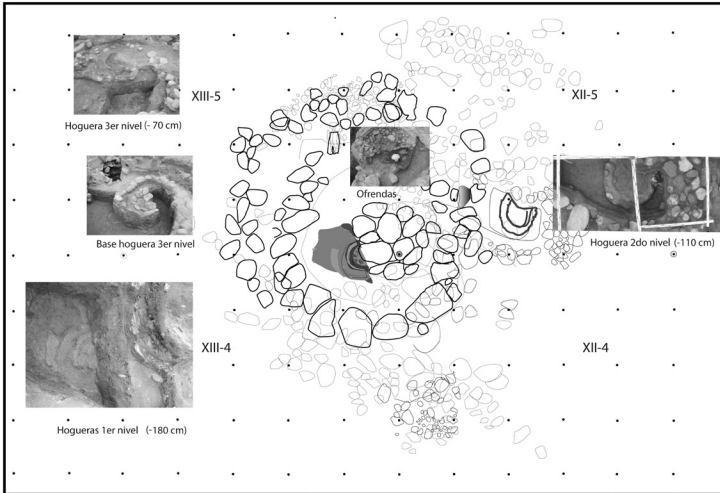 XIII-5
XII-5
Hoguera 3er nivel (- 70 cm)
Ofrendas
Base hoguera 3er nivel
Hoguera 2do nivel (-110 cm)
XIII-4
XII-4
Hogueras 1er nivel (-180 cm)